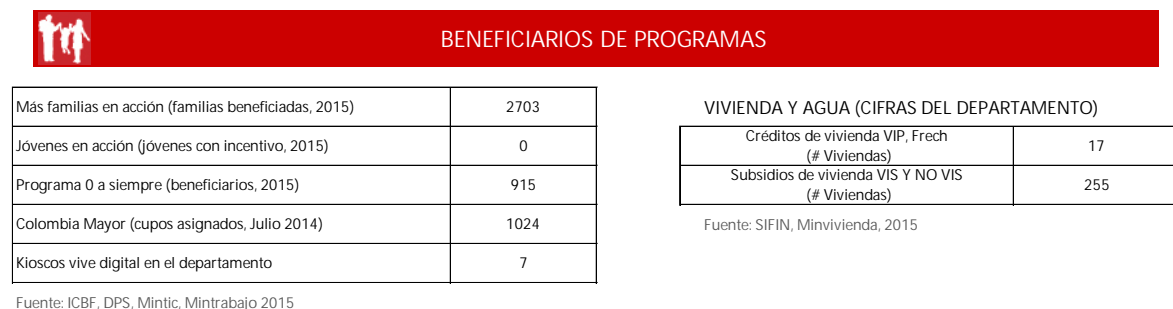 BENEFICIARIOS DE PROGRAMAS
Más familias en acción (familias beneficiadas, 2015) 2703
Jóvenes en acción (jóvenes con incentivo, 2015) 0
Programa 0 a siempre (beneficiarios, 2015) 915
Colombia Mayor (cupos asignados, Julio 2014) 1024
Kioscos vive digital en el departamento 7
Fuente: ICBF, DPS, Mintic, Mintrabajo 2015
VIVIENDA Y AGUA (CIFRAS DEL DEPARTAMENTO)
Créditos de vivienda VIP, Frech
(# Viviendas) 17
Subsidios de vivienda VIS Y NO VIS
(# Viviendas) 255
Fuente: SIFIN, Minvivienda, 2015